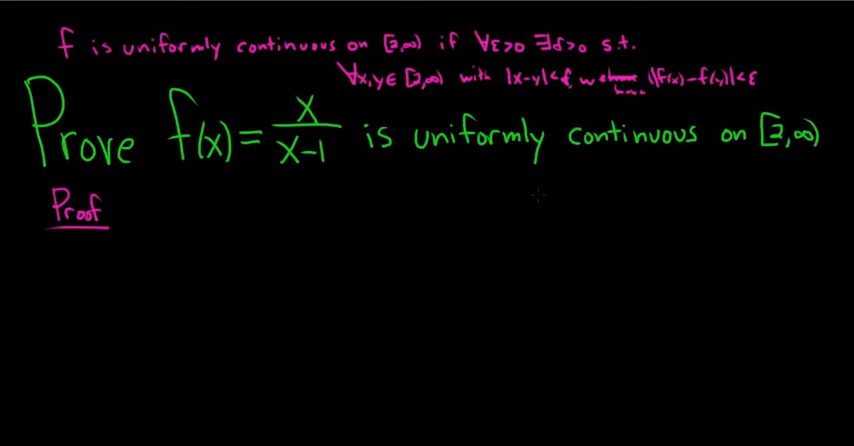 f is uniformly continuous on [2,∞) if ∀ε>0 ∃δ>0 s.t.
∀x,y∈[2,∞) with |x-y|<δ, we have |f(x)-f(y)|<ε
Prove f(x) = x/(x-1) is uniformly continuous on [2,∞)
Proof